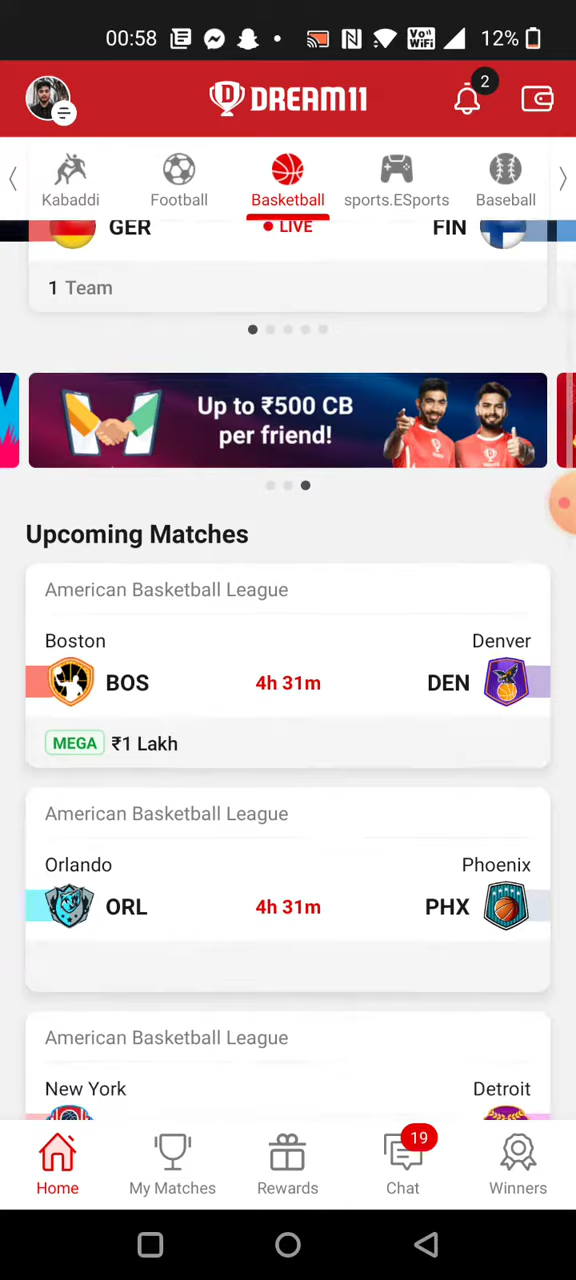 00:58
Vo))
WiFi
12%
DREAM11
2
Kabaddi
Football
Basketball
sports.ESports
Baseball
GER
LIVE
FIN
1 Team
Up to ₹500 CB
per friend!
Upcoming Matches
American Basketball League
Boston
Denver
BOS
4h 31m
DEN
MEGA ₹1 Lakh
American Basketball League
Orlando
Phoenix
ORL
4h 31m
PHX
American Basketball League
New York
Detroit
19
Home
My Matches
Rewards
Chat
Winners